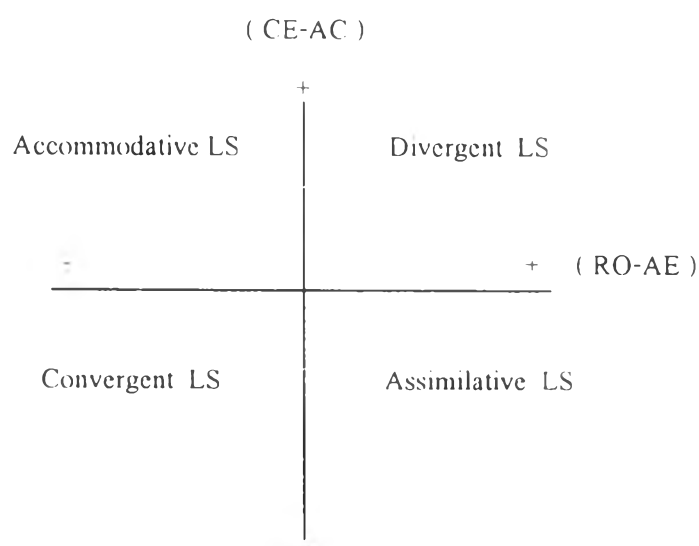 ( CE-AC )
+
Accommodative LS
Divergent LS
-
+ ( RO-AE )
Convergent LS
Assimilative LS